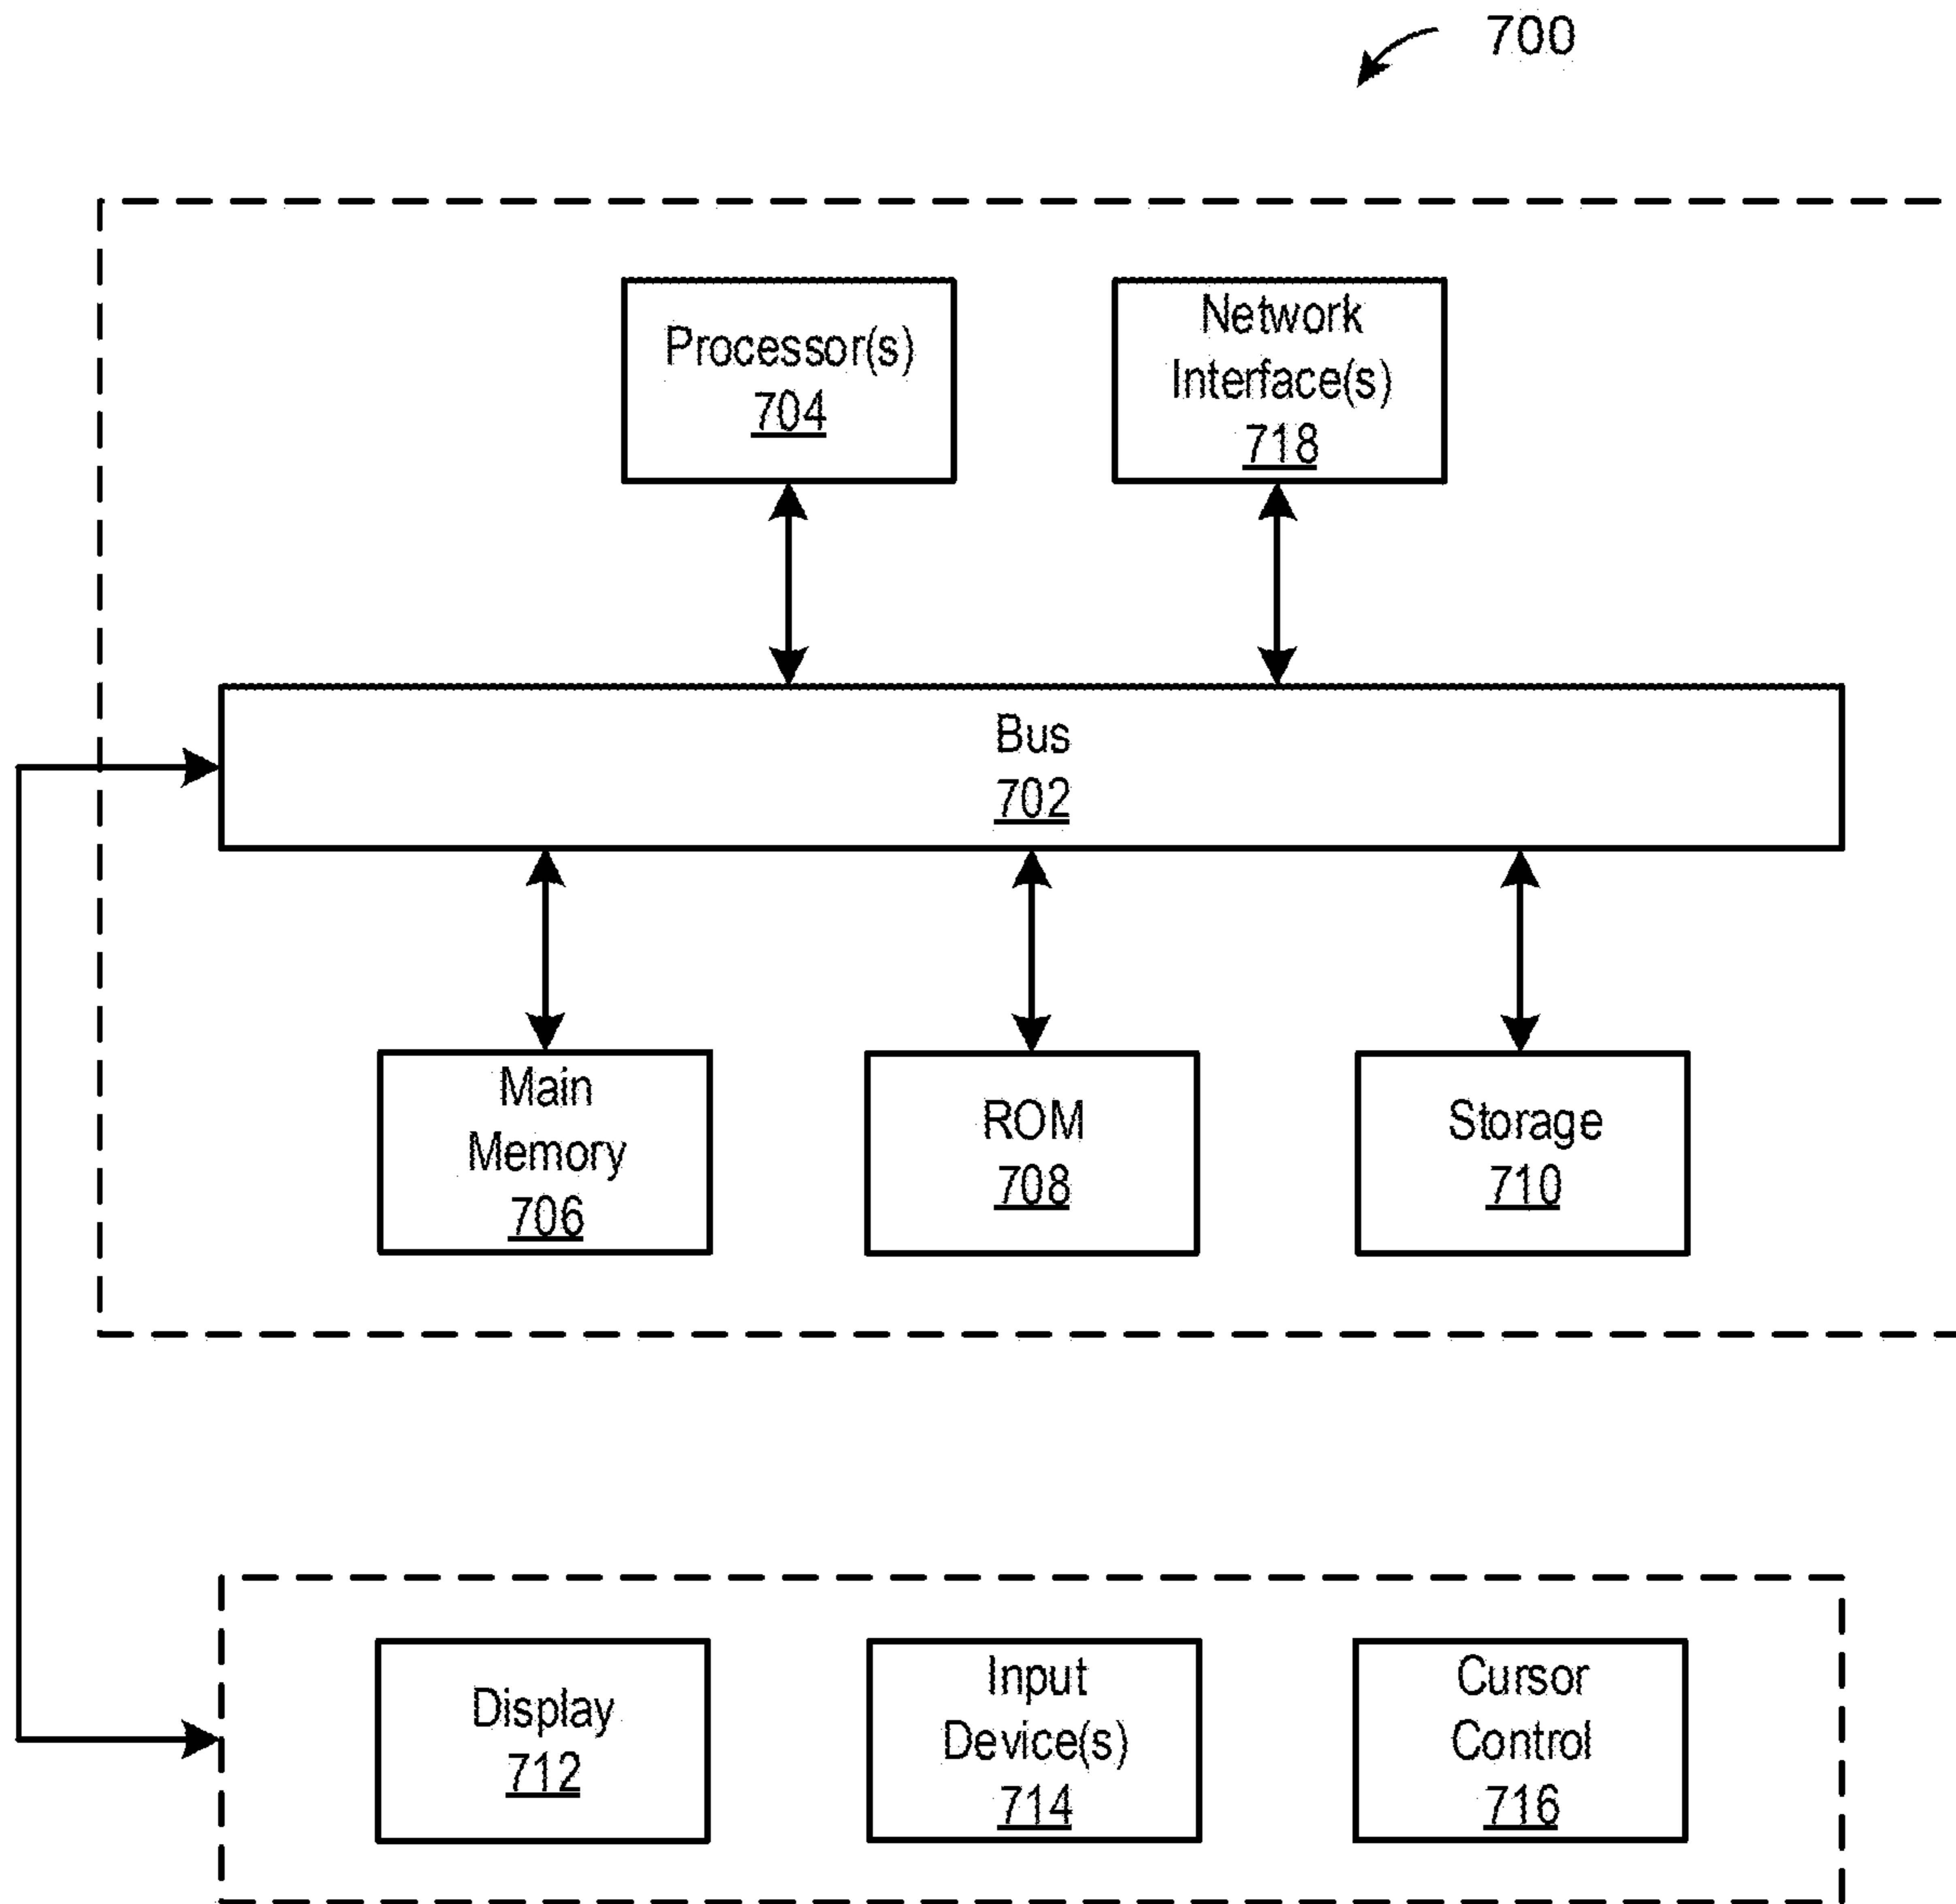 700
Processor(s)
704
Network
Interface(s)
718
Bus
702
Main
Memory
706
ROM
708
Storage
710
Display
712
Input
Device(s)
714
Cursor
Control
716